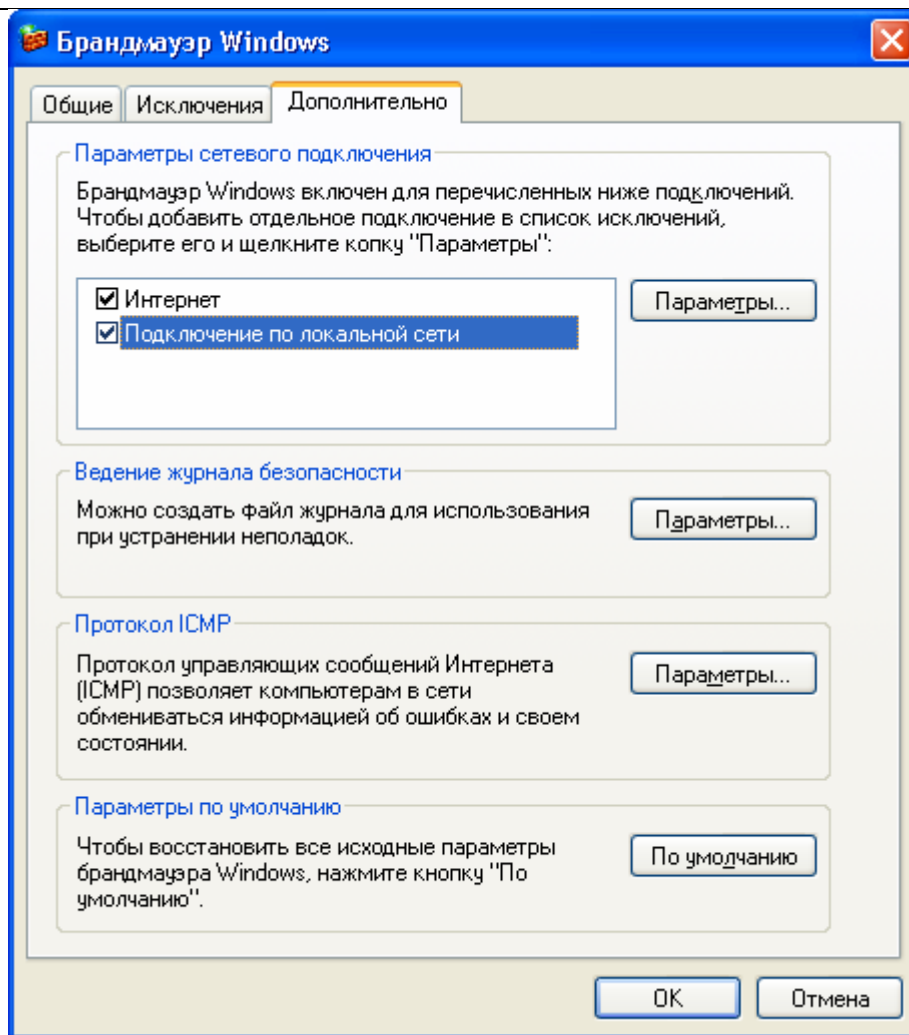 Брандмауэр Windows
Общие Исключения Дополнительно
Параметры сетевого подключения
Брандмауэр Windows включен для перечисленных ниже подключений.
Чтобы добавить отдельное подключение в список исключений,
выберите его и щелкните копку "Параметры":
Интернет
Подключение по локальной сети
Параметры...
Ведение журнала безопасности
Можно создать файл журнала для использования
при устранении неполадок.
Параметры...
Протокол ICMP
Протокол управляющих сообщений Интернета
(ICMP) позволяет компьютерам в сети
обмениваться информацией об ошибках и своем
состоянии.
Параметры...
Параметры по умолчанию
Чтобы восстановить все исходные параметры
брандмауэра Windows, нажмите кнопку "По
умолчанию".
По умолчанию
OK Отмена